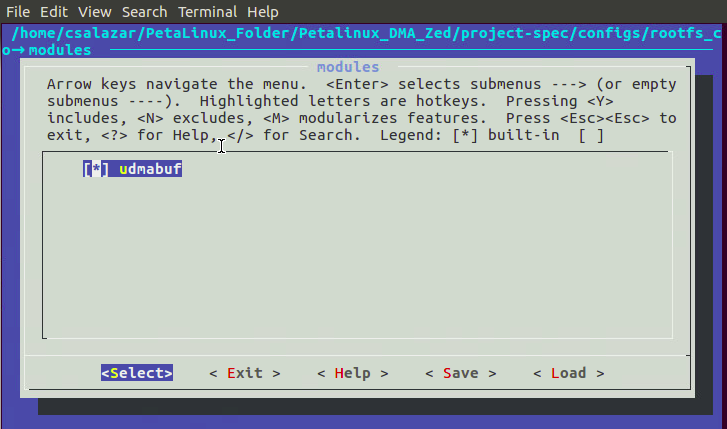 File Edit View Search Terminal Help
/home/csalazar/PetaLinux_Folder/Petalinux_DMA_Zed/project-spec/configs/rootfs_c
o→modules
modules
Arrow keys navigate the menu.  <Enter> selects submenus ---> (or empty
submenus ----).  Highlighted letters are hotkeys.  Pressing <Y>
includes, <N> excludes, <M> modularizes features.  Press <Esc><Esc> to
exit, <?> for Help, </> for Search.  Legend: [*] built-in  [ ]
[*] udmabuf
<Select>    < Exit >    < Help >    < Save >    < Load >